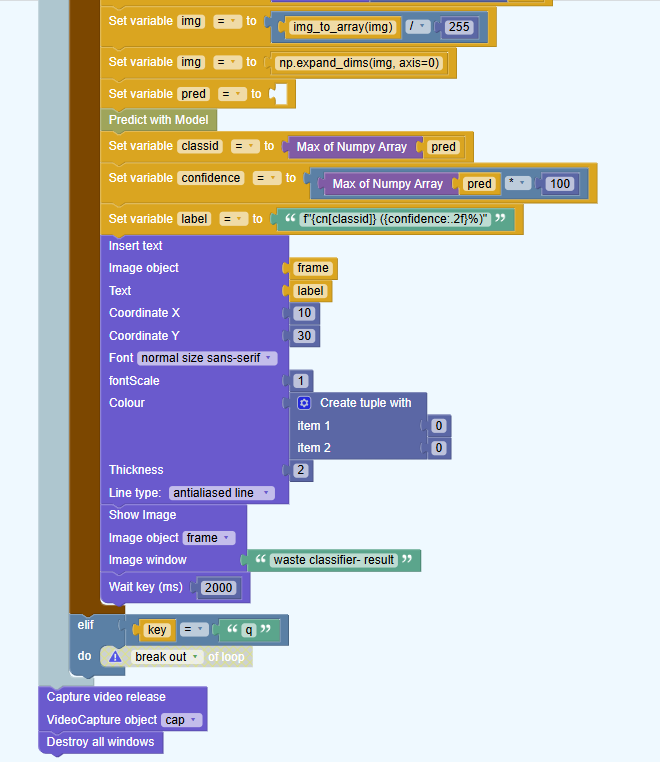 Set variable img = to img_to_array(img) / 255
Set variable img = to np.expand_dims(img, axis=0)
Set variable pred = to
Predict with Model
Set variable classid = to Max of Numpy Array pred
Set variable confidence = to Max of Numpy Array pred * 100
Set variable label = to “ f"{cn[classid]} ({confidence:.2f}%)" ”
Insert text
Image object frame
Text label
Coordinate X 10
Coordinate Y 30
Font normal size sans-serif
fontScale 1
Colour Create tuple with
item 1 0
item 2 0
Thickness 2
Line type: antialiased line
Show Image
Image object frame
Image window “ waste classifier- result ”
Wait key (ms) 2000
elif key = “ q ”
do break out of loop
Capture video release
VideoCapture object cap
Destroy all windows